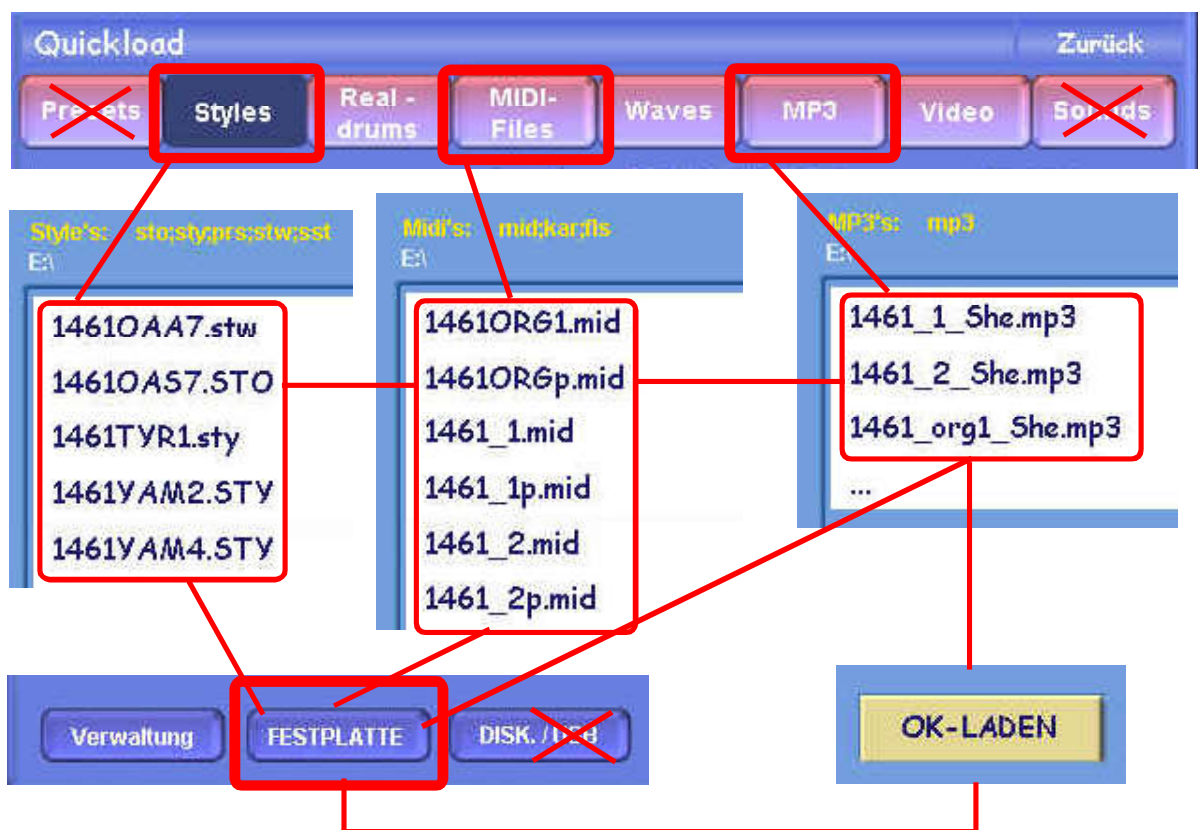 Quickload
Zurück
Presets
Styles
Real-
drums
MIDI-
Files
Waves
MP3
Video
Sounds
Style's: sto;sty;prs;stw;sst
E:\
1461OAA7.stw
1461OAS7.STO
1461TYR1.sty
1461YAM2.STY
1461YAM4.STY
Midi's: mid;kar;fls
E:\
1461ORG1.mid
1461ORGp.mid
1461_1.mid
1461_1p.mid
1461_2.mid
1461_2p.mid
MP3's: mp3
E:\
1461_1_She.mp3
1461_2_She.mp3
1461_org1_She.mp3
...
Verwaltung
FESTPLATTE
DISK. / USB
OK-LADEN